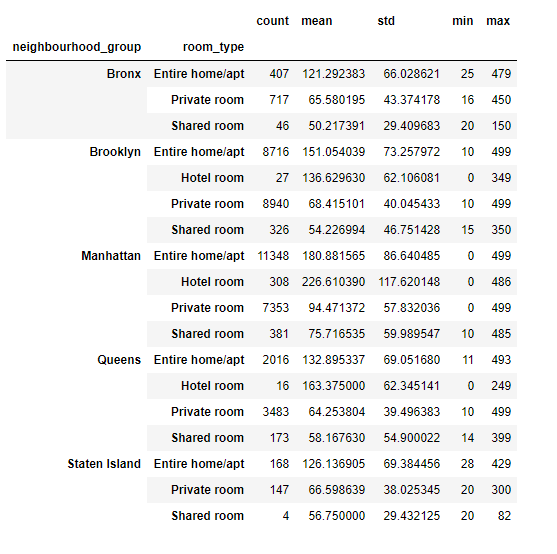 count mean std min max
neighbourhood_group room_type
Bronx Entire home/apt 407 121.292383 66.028621 25 479
Private room 717 65.580195 43.374178 16 450
Shared room 46 50.217391 29.409683 20 150
Brooklyn Entire home/apt 8716 151.054039 73.257972 10 499
Hotel room 27 136.629630 62.106081 0 349
Private room 8940 68.415101 40.045433 10 499
Shared room 326 54.226994 46.751428 15 350
Manhattan Entire home/apt 11348 180.881565 86.640485 0 499
Hotel room 308 226.610390 117.620148 0 486
Private room 7353 94.471372 57.832036 0 499
Shared room 381 75.716535 59.989547 10 485
Queens Entire home/apt 2016 132.895337 69.051680 11 493
Hotel room 16 163.375000 62.345141 0 249
Private room 3483 64.253804 39.496383 10 499
Shared room 173 58.167630 54.900022 14 399
Staten Island Entire home/apt 168 126.136905 69.384456 28 429
Private room 147 66.598639 38.025345 20 300
Shared room 4 56.750000 29.432125 20 82